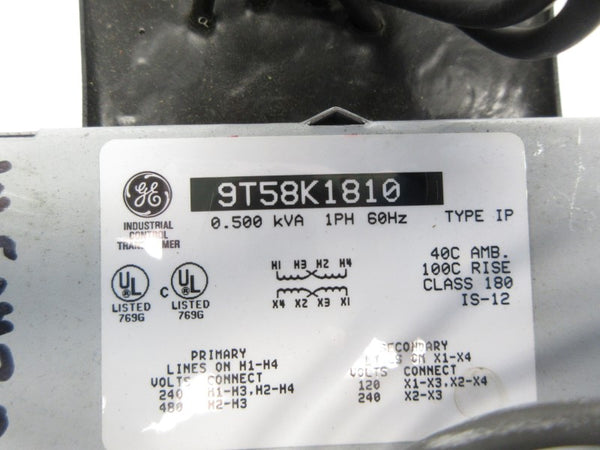 GE
9T58K1810
INDUSTRIAL
CONTROL
TRANSFORMER
0.500 kVA 1PH 60Hz TYPE IP
40C AMB.
100C RISE
CLASS 180
IS-12
H1 H3 H2 H4
X4 X2 X3 X1
UL
LISTED
769G
C UL
LISTED
769G
PRIMARY
LINES ON H1-H4
VOLTS CONNECT
240 H1-H3,H2-H4
480 H2-H3
SECONDARY
LINES ON X1-X4
VOLTS CONNECT
120 X1-X3,X2-X4
240 X2-X3